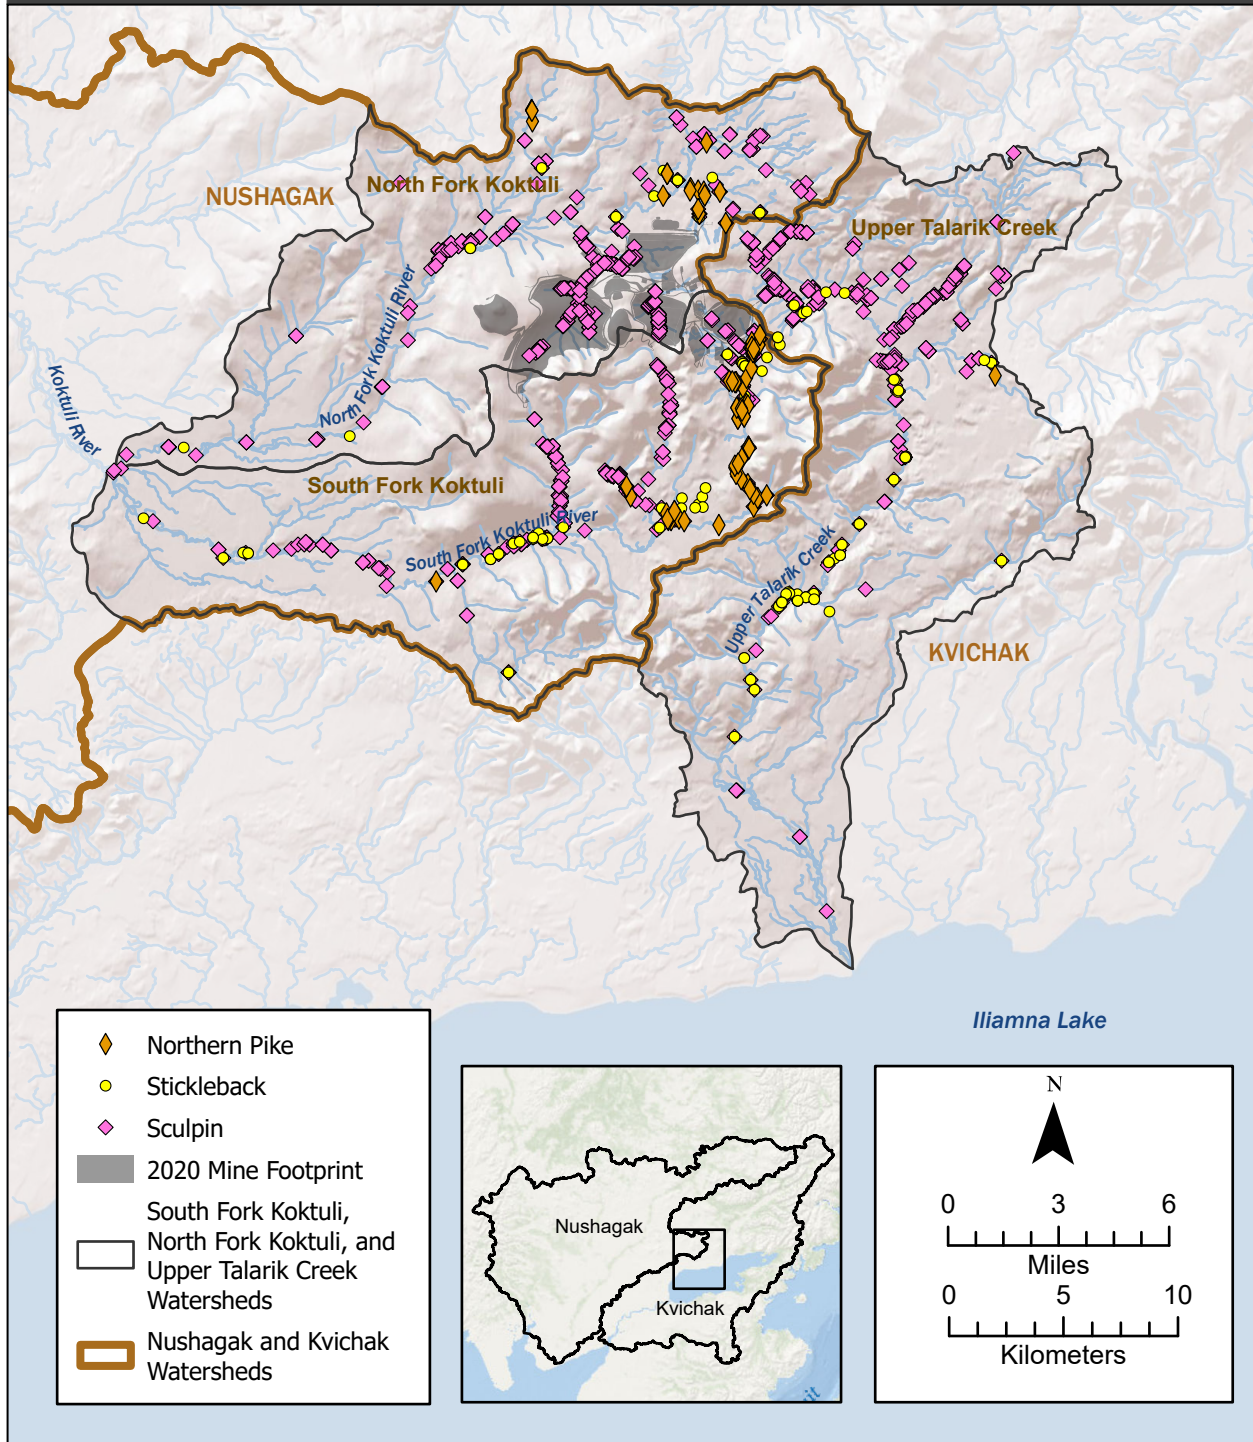 NUSHAGAK
North Fork Koktuli
Upper Talarik Creek
North Fork Koktuli River
Koktuli River
South Fork Koktuli
South Fork Koktuli River
Upper Talarik Creek
KVICHAK
Iliamna Lake
Northern Pike
Stickleback
Sculpin
2020 Mine Footprint
South Fork Koktuli,
North Fork Koktuli, and
Upper Talarik Creek
Watersheds
Nushagak and Kvichak
Watersheds
Nushagak
Kvichak
N
0 3 6
Miles
0 5 10
Kilometers